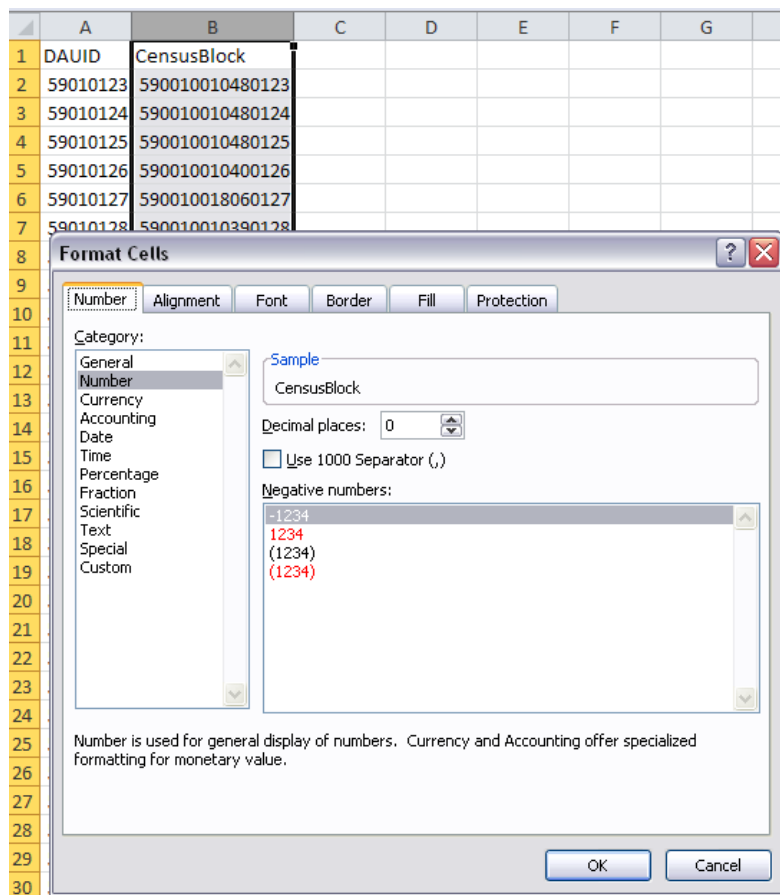 A B C D E F G
1 DAUID CensusBlock
2 59010123 590010010480123
3 59010124 590010010480124
4 59010125 590010010480125
5 59010126 590010010400126
6 59010127 590010018060127
7 59010128 590010010390128
8 Format Cells ?
9
10 Number Alignment Font Border Fill Protection
11 Category:
12 General Sample
Number
13 Currency CensusBlock
14 Accounting Decimal places: 0
Date
15 Time Use 1000 Separator (,)
16 Percentage
Fraction Negative numbers:
17 Scientific -1234
18 Text 1234
Special (1234)
19 Custom (1234)
20
21
22
23
24
25 Number is used for general display of numbers. Currency and Accounting offer specialized
26 formatting for monetary value.
27
28
29 OK Cancel
30